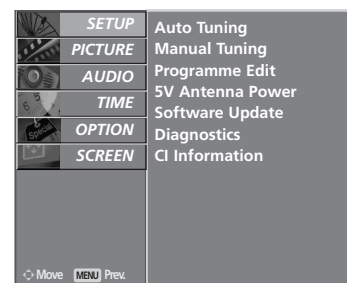 SETUP
PICTURE
AUDIO
TIME
OPTION
SCREEN
Auto Tuning
Manual Tuning
Programme Edit
5V Antenna Power
Software Update
Diagnostics
CI Information
Move MENU Prev.
Special